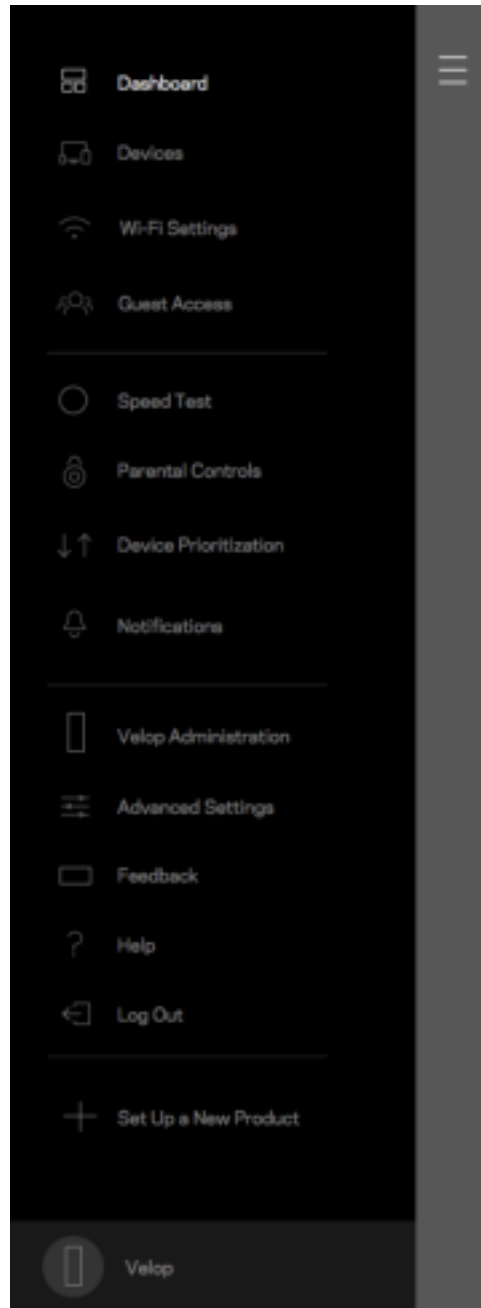 Dashboard
Devices
Wi-Fi Settings
Guest Access
Speed Test
Parental Controls
Device Prioritization
Notifications
Velop Administration
Advanced Settings
Feedback
Help
Log Out
Set Up a New Product
Velop